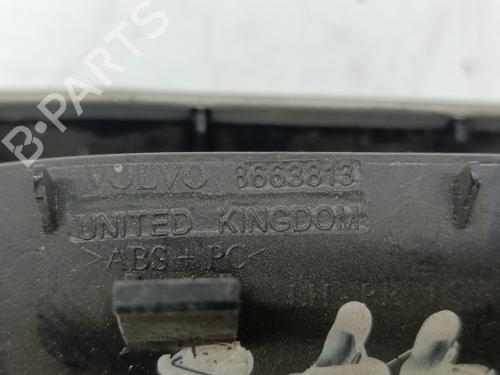 B-PARTS
VOLVO 8663813
UNITED KINGDOM
>ABS+PC<